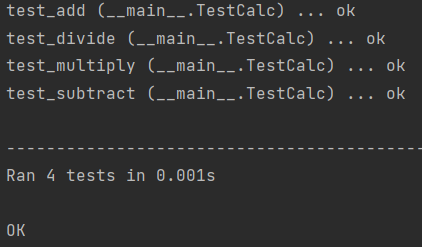 test_add (__main__.TestCalc) ... ok
test_divide (__main__.TestCalc) ... ok
test_multiply (__main__.TestCalc) ... ok
test_subtract (__main__.TestCalc) ... ok
------------------------------------------
Ran 4 tests in 0.001s
OK